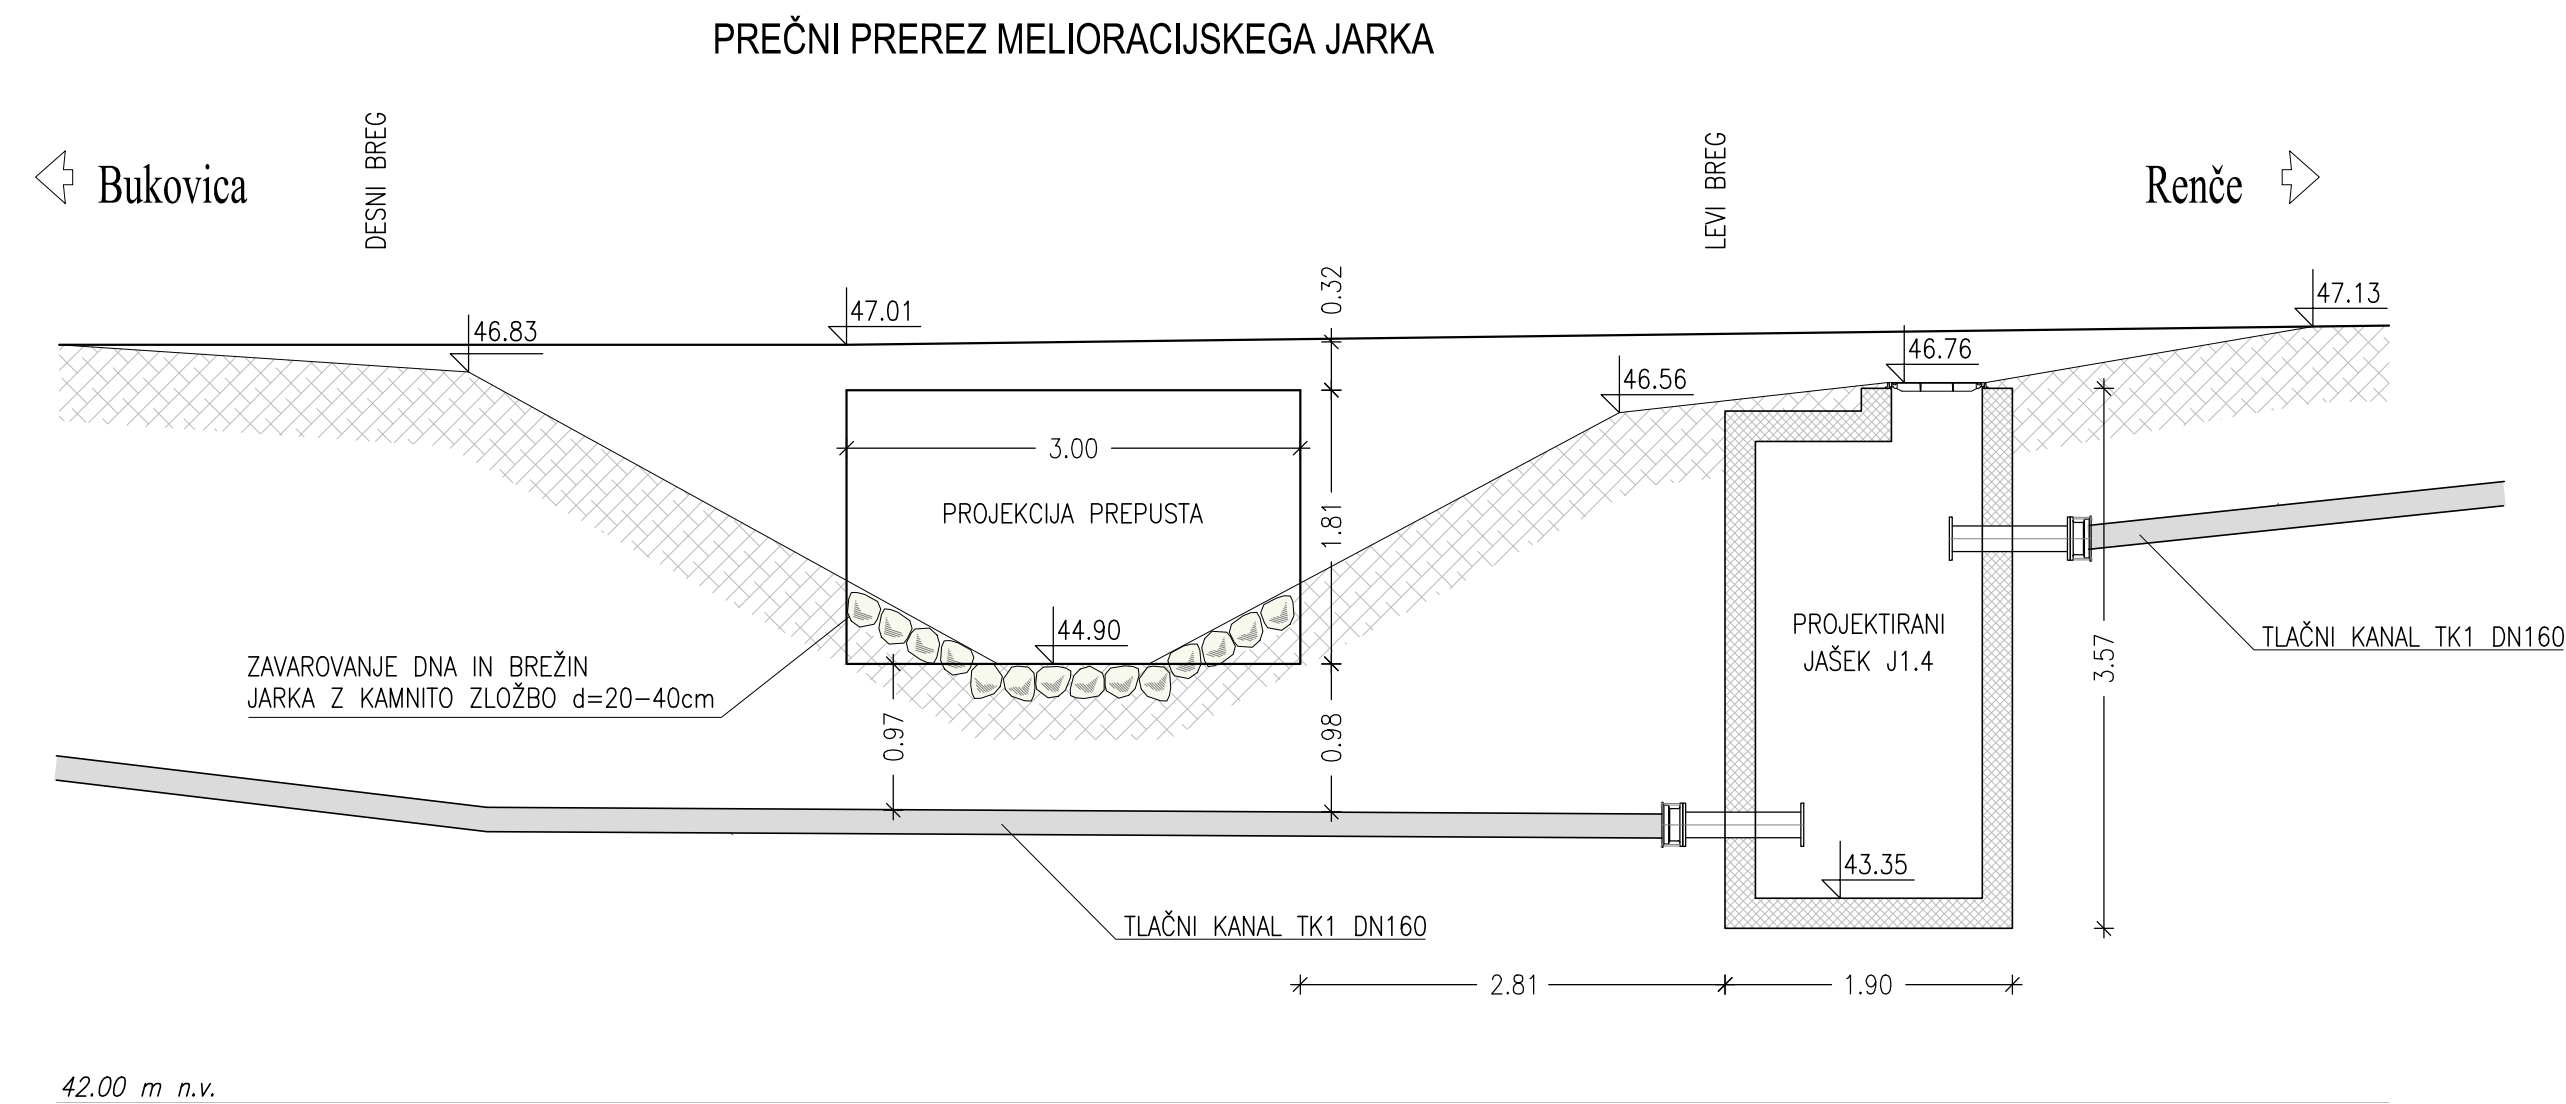 PREČNI PREREZ MELIORACIJSKEGA JARKA
DESNI BREG
LEVI BREG
Bukovica
Renče
0.32
47.01
47.13
46.83
46.76
46.56
3.00
PROJEKCIJA PREPUSTA
1.81
44.90
PROJEKTIRANI
JAŠEK J1.4
TLAČNI KANAL TK1 DN160
3.57
ZAVAROVANJE DNA IN BREŽIN
JARKA Z KAMNITO ZLOŽBO d=20-40cm
0.97
0.98
43.35
TLAČNI KANAL TK1 DN160
2.81
1.90
42.00 m n.v.